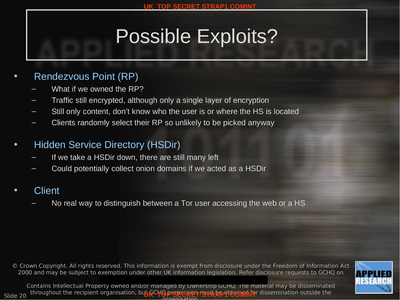 UK TOP SECRET STRAP1 COMINT
Possible Exploits?
• Rendezvous Point (RP)
– What if we owned the RP?
– Traffic still encrypted, although only a single layer of encryption
– Still only content, don't know who the user is or where the HS is located
– Clients randomly select their RP so unlikely to be picked anyway
• Hidden Service Directory (HSDir)
– If we take a HSDir down, there are still many left
– Could potentially collect onion domains if we acted as a HSDir
• Client
– No real way to distinguish between a Tor user accessing the web or a HS
© Crown Copyright. All rights reserved. This information is exempt from disclosure under the Freedom of Information Act
2000 and may be subject to exemption under other UK information legislation. Refer disclosure requests to GCHQ on
Contains Intellectual Property owned and/or managed by Ownership GCHQ. The material may be disseminated
throughout the recipient organisation, but GCHQ permission must be obtained for dissemination outside the
UK TOP SECRET STRAP1 COMINT
Slide 20
APPLIED
RESEARCH